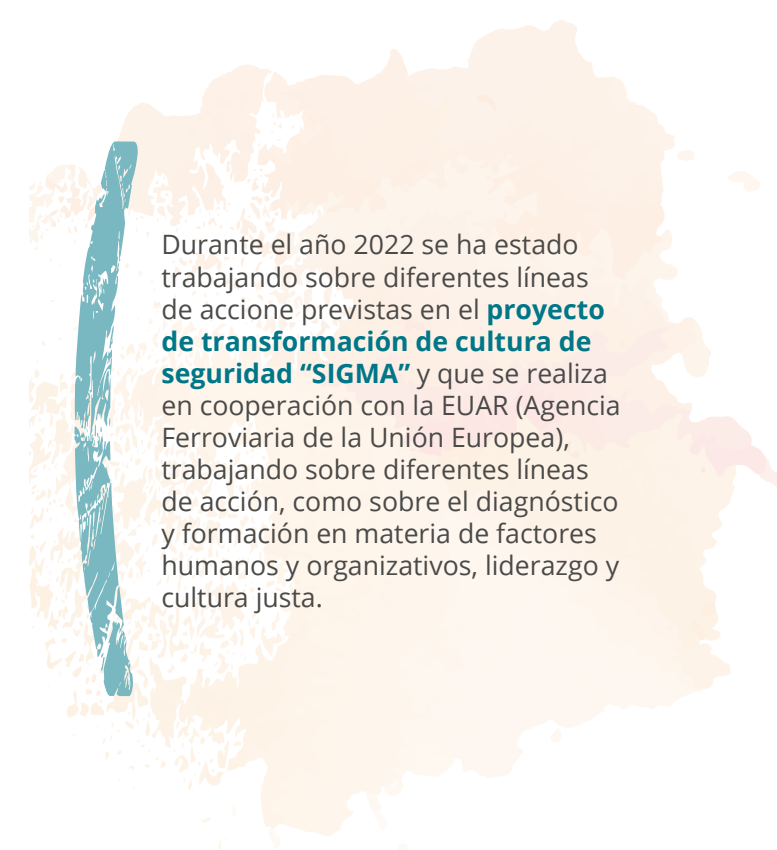 Durante el año 2022 se ha estado
trabajando sobre diferentes líneas
de accione previstas en el proyecto
de transformación de cultura de
seguridad “SIGMA” y que se realiza
en cooperación con la EUAR (Agencia
Ferroviaria de la Unión Europea),
trabajando sobre diferentes líneas
de acción, como sobre el diagnóstico
y formación en materia de factores
humanos y organizativos, liderazgo y
cultura justa.